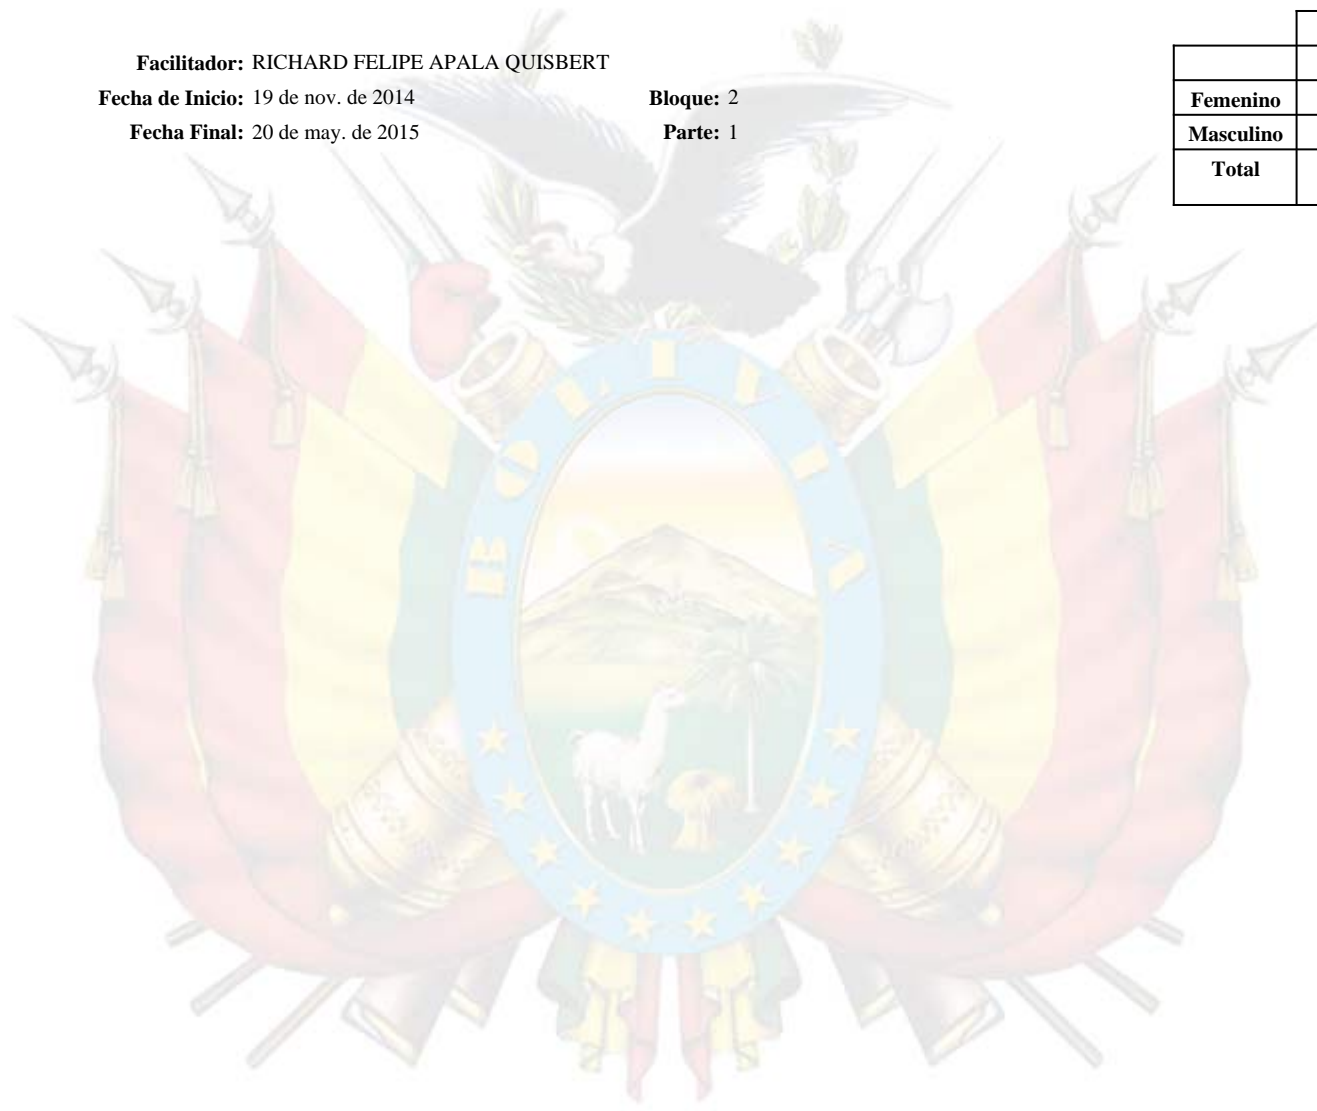 Facilitador: RICHARD FELIPE APALA QUISBERT
Fecha de Inicio: 19 de nov. de 2014 Bloque: 2
Fecha Final: 20 de may. de 2015 Parte: 1
Femenino
Masculino
Total
BOLIVIA